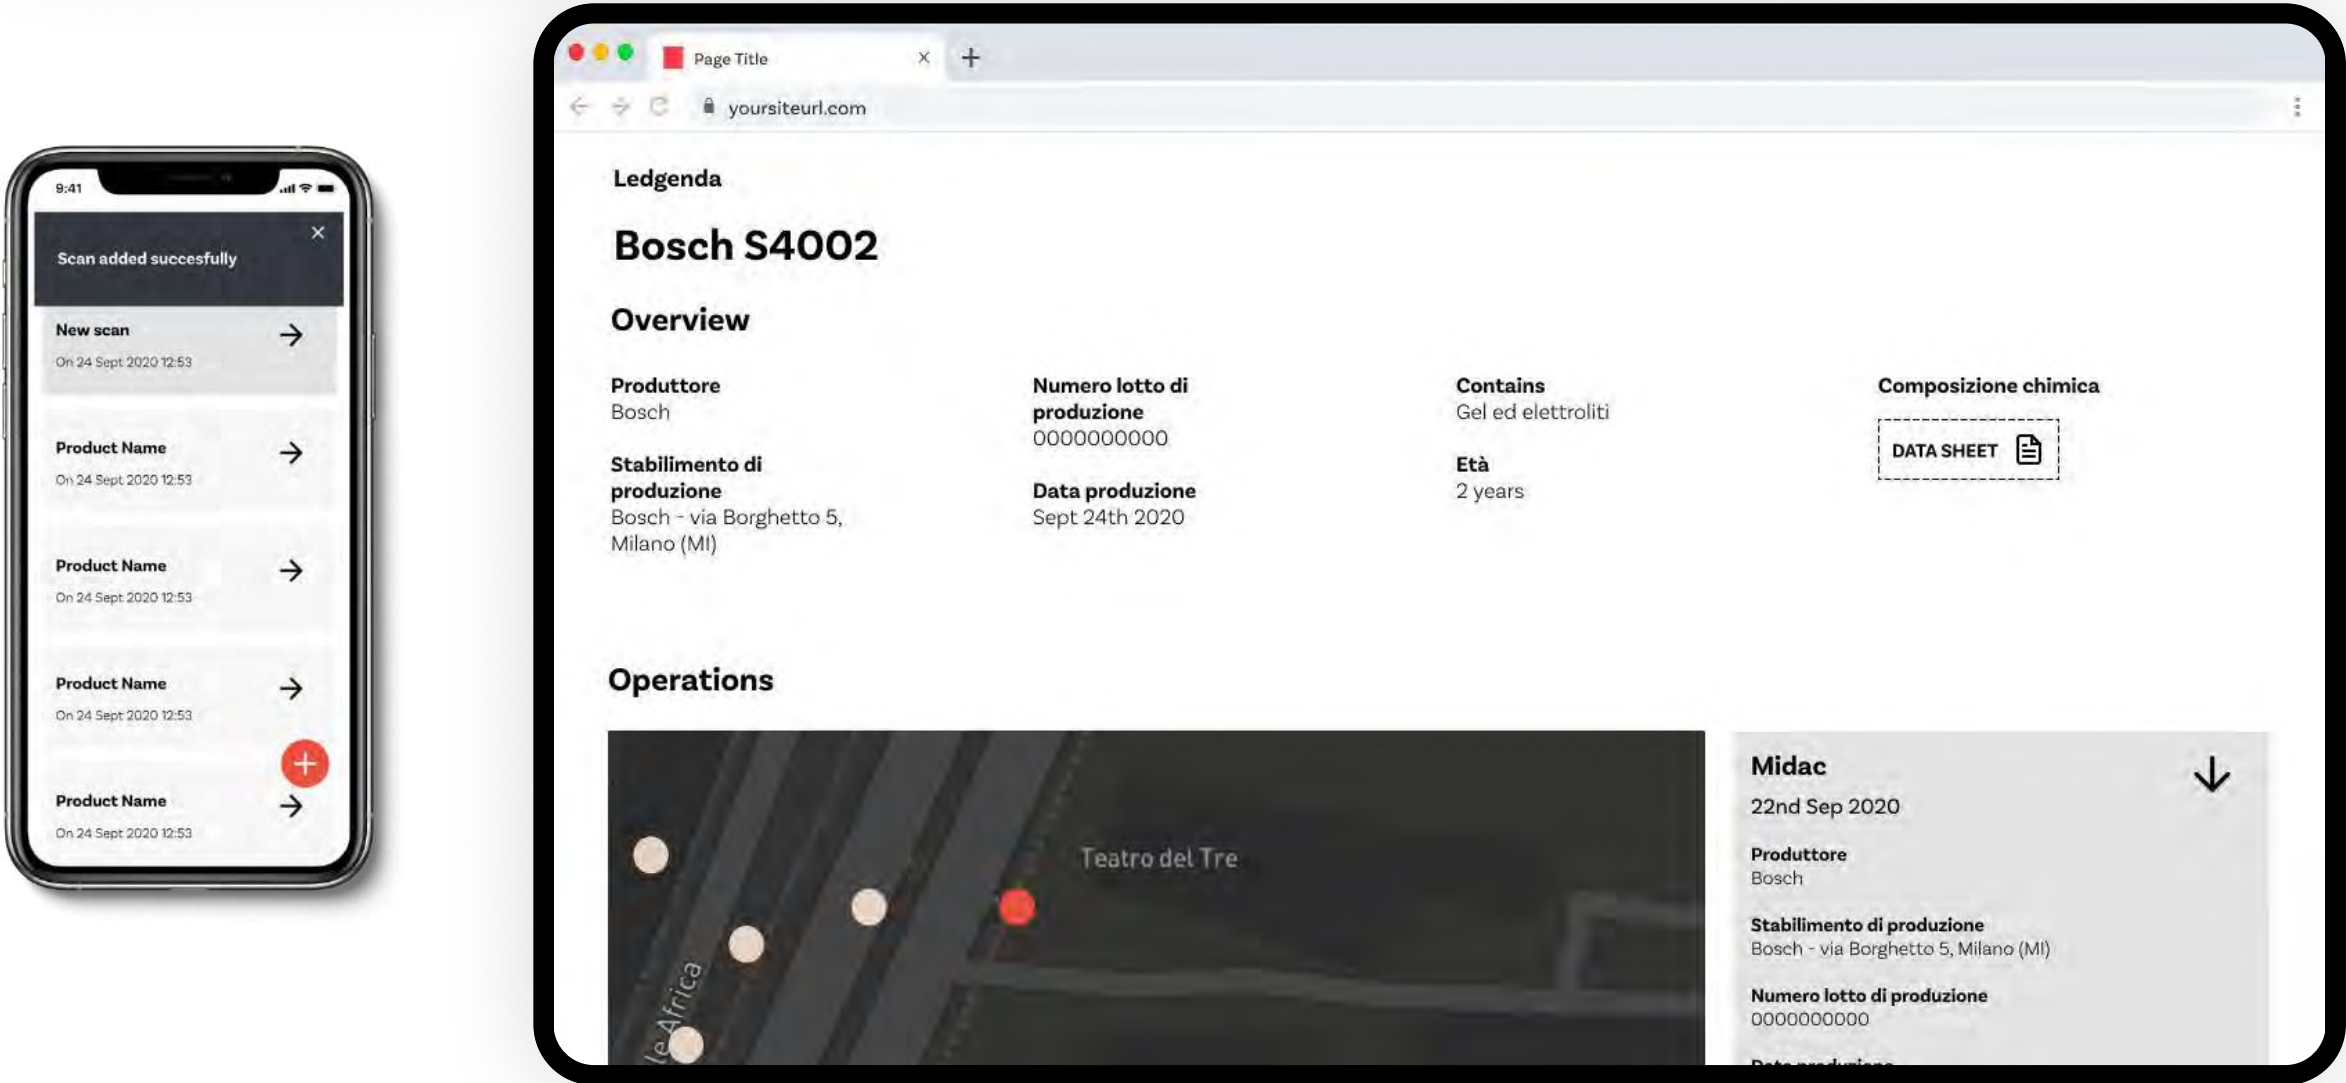 9:41
Scan added succesfully
New scan
On 24 Sept 2020 12:53
Product Name
On 24 Sept 2020 12:53
Product Name
On 24 Sept 2020 12:53
Product Name
On 24 Sept 2020 12:53
Product Name
On 24 Sept 2020 12:53
Page Title
yoursiteurl.com
Ledgenda
Bosch S4002
Overview
Produttore
Bosch
Stabilimento di
produzione
Bosch - via Borghetto 5,
Milano (MI)
Numero lotto di
produzione
0000000000
Data produzione
Sept 24th 2020
Contains
Gel ed elettroliti
Età
2 years
Composizione chimica
DATA SHEET
Operations
Teatro del Tre
le Africa
Midac
22nd Sep 2020
Produttore
Bosch
Stabilimento di produzione
Bosch - via Borghetto 5, Milano (MI)
Numero lotto di produzione
0000000000